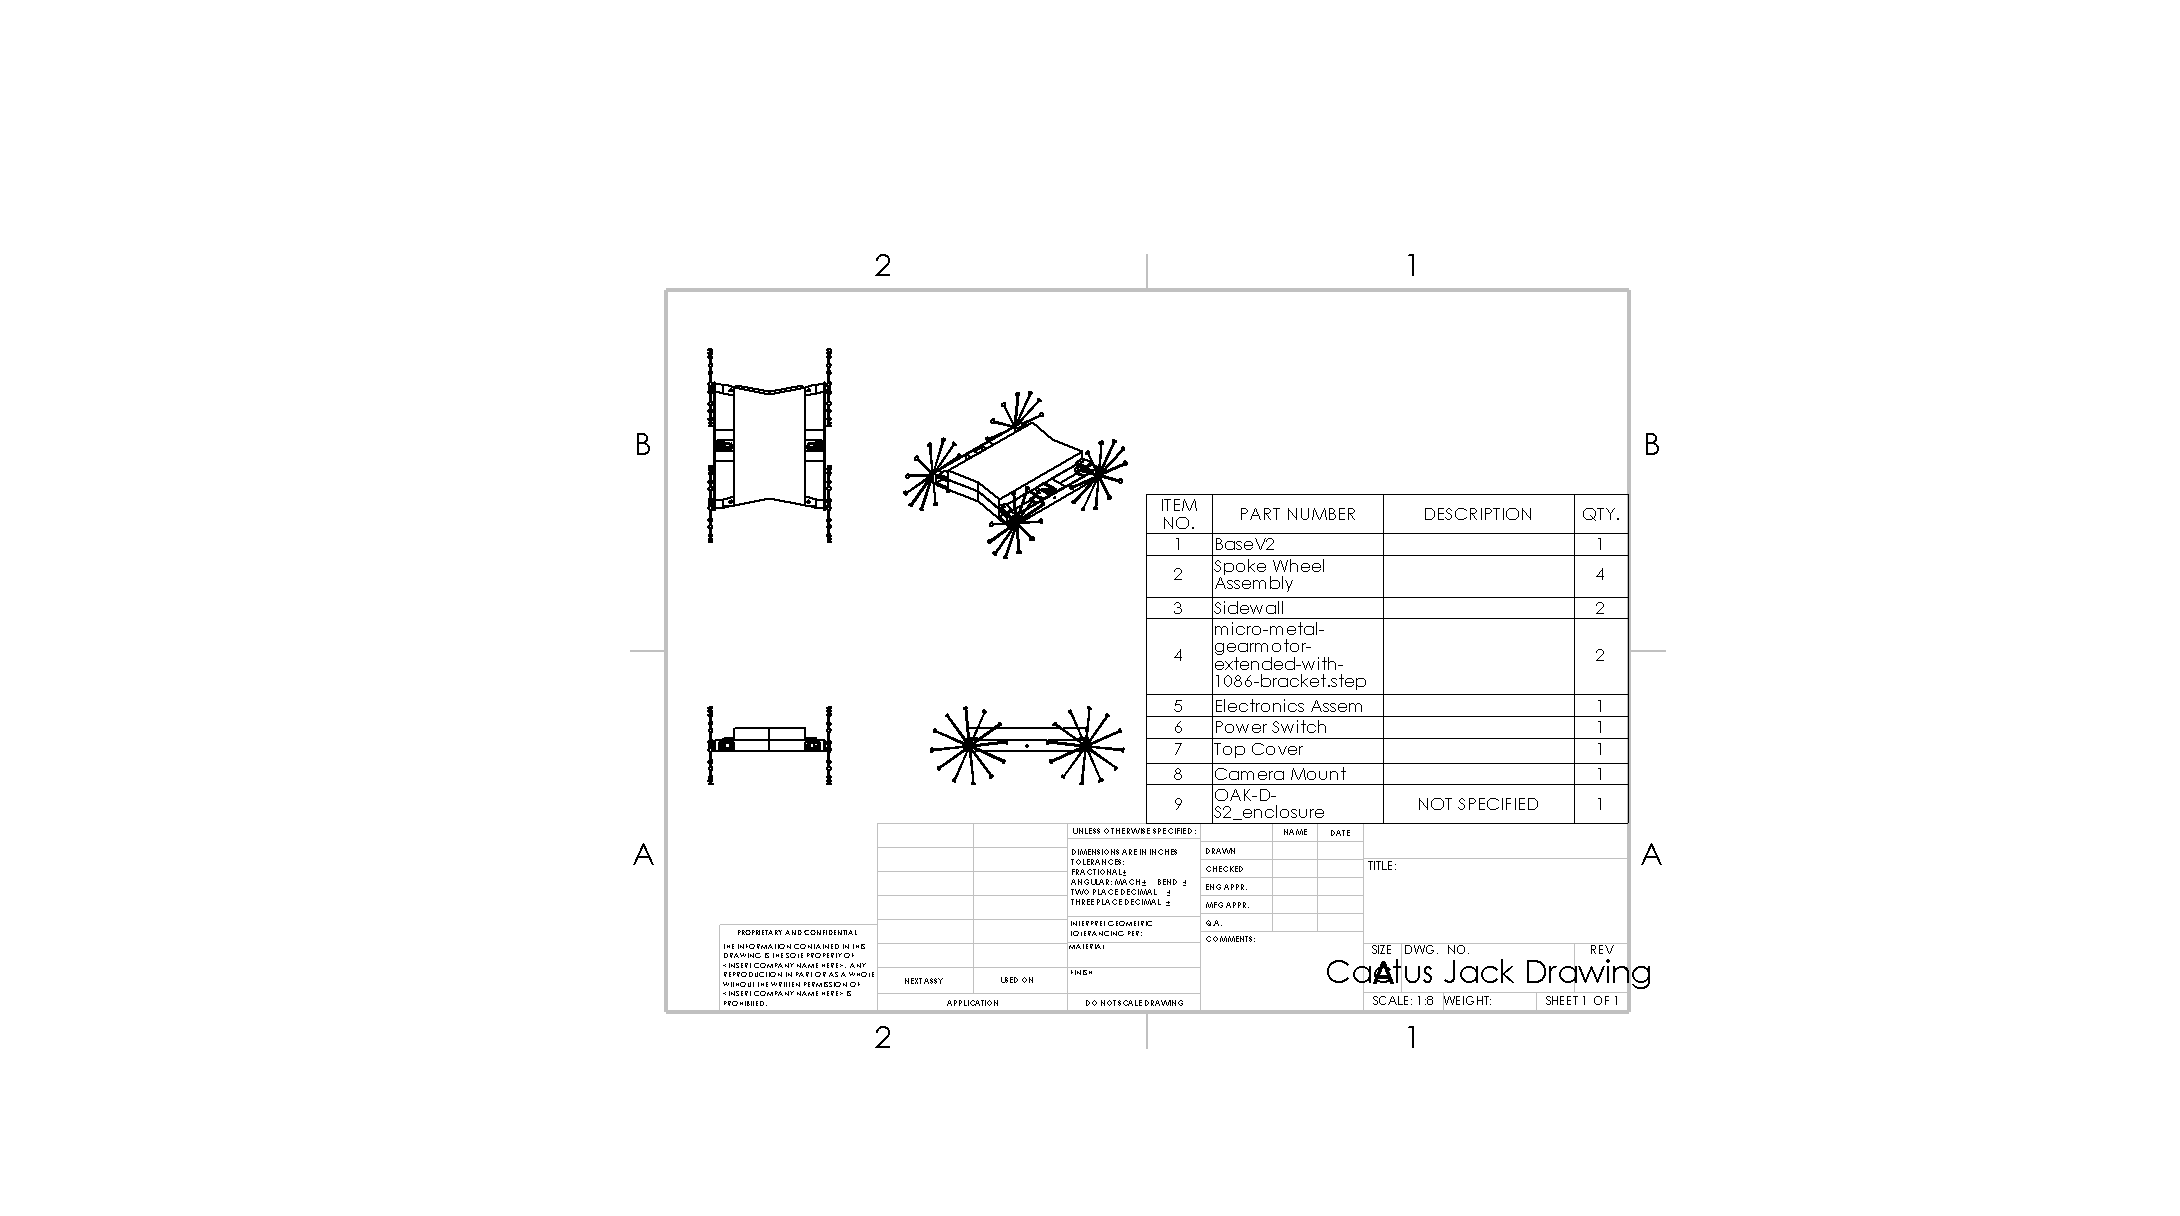 2 1
B B
ITEM NO. PART NUMBER DESCRIPTION QTY.
1 BaseV2 1
2 Spoke Wheel Assembly 4
3 Sidewall 2
4 micro-metal-gearmotor-extended-with-1086-bracket.step 2
5 Electronics Assem 1
6 Power Switch 1
7 Top Cover 1
8 Camera Mount 1
9 OAK-D-S2_enclosure NOT SPECIFIED 1
A A
UNLESS OTHERWISE SPECIFIED:
DIMENSIONS ARE IN INCHES
TOLERANCES:
FRACTIONAL±
ANGULAR: MACH± BEND ±
TWO PLACE DECIMAL ±
THREE PLACE DECIMAL ±
INTERPRET GEOMETRIC
TOLERANCING PER:
MATERIAL
FINISH
DO NOT SCALE DRAWING
NAME DATE
DRAWN
CHECKED
ENG APPR.
MFG APPR.
Q.A.
COMMENTS:
TITLE:
SIZE DWG. NO. REV
A
Cactus Jack Drawing
SCALE: 1:8 WEIGHT: SHEET 1 OF 1
PROPRIETARY AND CONFIDENTIAL
THE INFORMATION CONTAINED IN THIS
DRAWING IS THE SOLE PROPERTY OF
<INSERT COMPANY NAME HERE>. ANY
REPRODUCTION IN PART OR AS A WHOLE
WITHOUT THE WRITTEN PERMISSION OF
<INSERT COMPANY NAME HERE> IS
PROHIBITED.
NEXT ASSY USED ON
APPLICATION
2 1